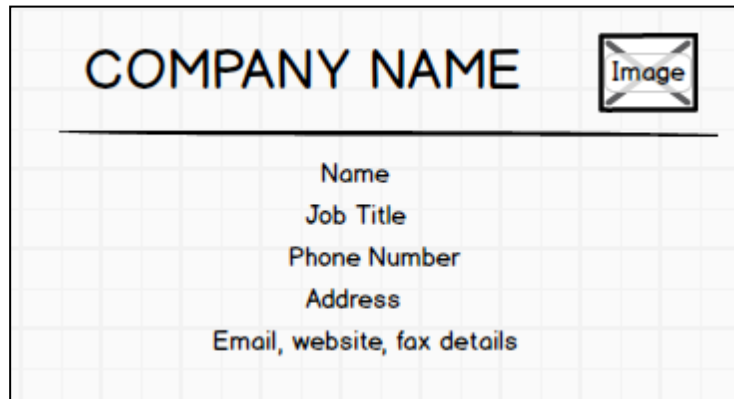 COMPANY NAME
Image
Name
Job Title
Phone Number
Address
Email, website, fax details